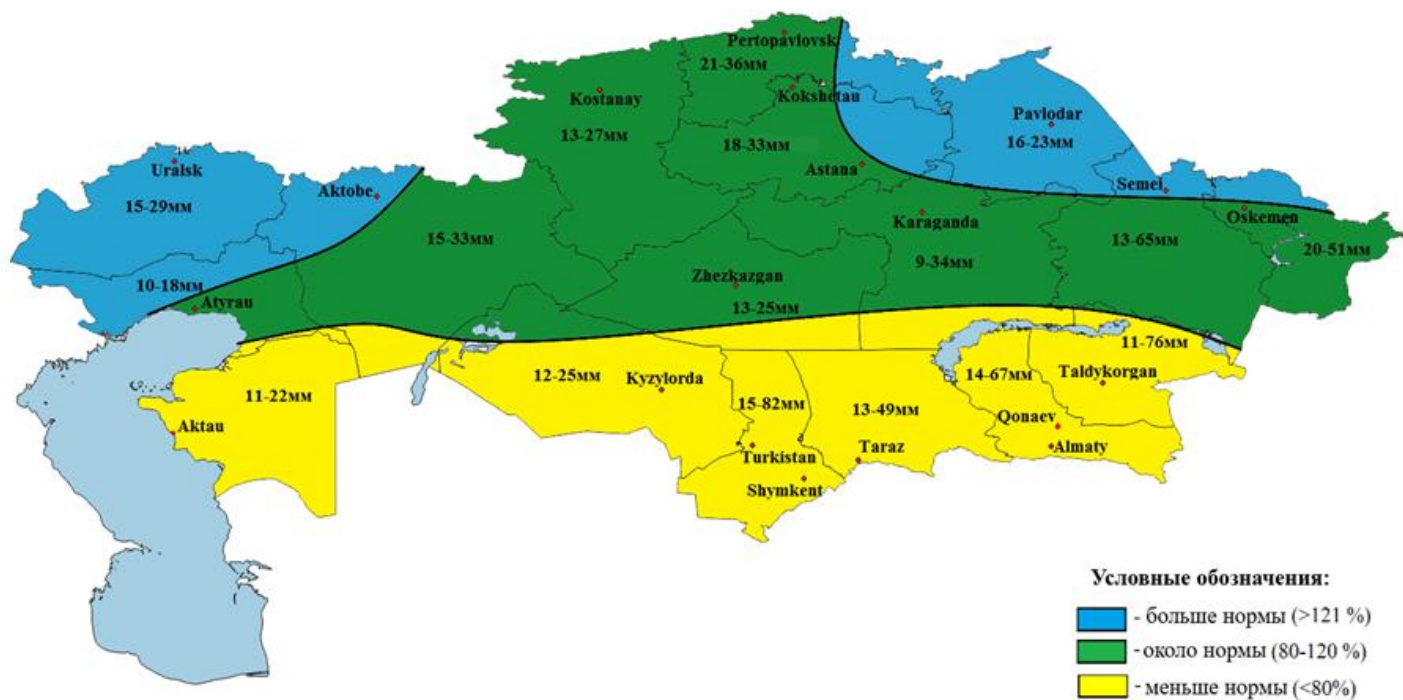 Pertopavlovsk
21-36мм
Kostanay
Kokshetau
13-27мм
Pavlodar
16-23мм
18-33мм
Uralsk
Astana
Aktobe
Semei
15-29мм
Karaganda
Oskemen
15-33мм
13-65мм
20-51мм
9-34мм
10-18мм
Zhezkazgan
Atyrau
13-25мм
11-76мм
12-25мм
Kyzylorda
14-67мм
Taldykorgan
11-22мм
15-82мм
13-49мм
Qonaev
Aktau
Turkistan
Taraz
Almaty
Shymkent
Условные обозначения:
- больше нормы (>121 %)
- около нормы (80-120 %)
- меньше нормы (<80%)